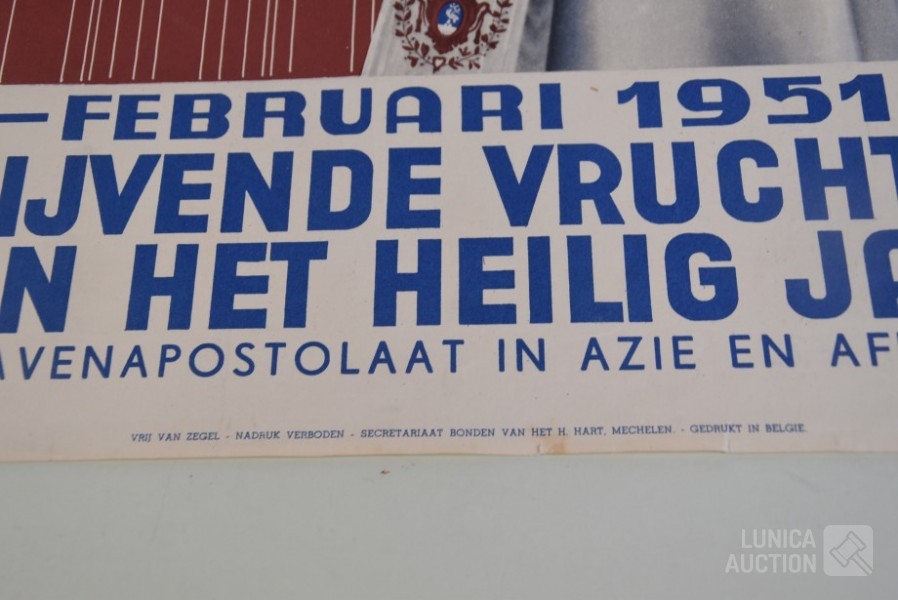 — FEBRUARI 1951
IJVENDE VRUCHT
N HET HEILIG JA
AVENAPOSTOLAAT IN AZIE EN AF
VRIJ VAN ZEGEL - NADRUK VERBODEN - SECRETARIAAT BONDEN VAN HET H. HART, MECHELEN. - GEDRUKT IN BELGIE.
LUNICA
AUCTION